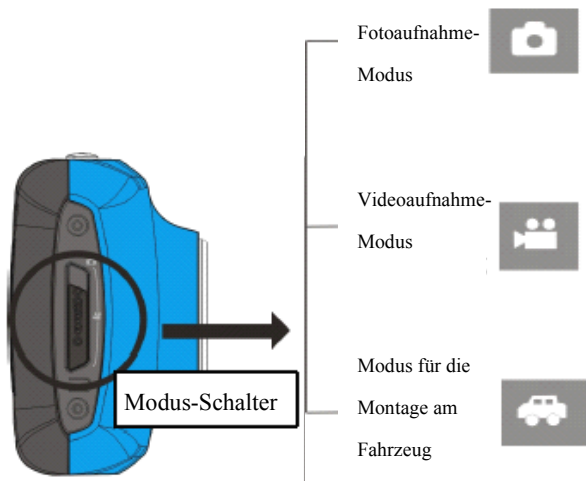 Fotoaufnahme-
Modus
Videoaufnahme-
Modus
Modus-Schalter
Modus für die
Montage am
Fahrzeug